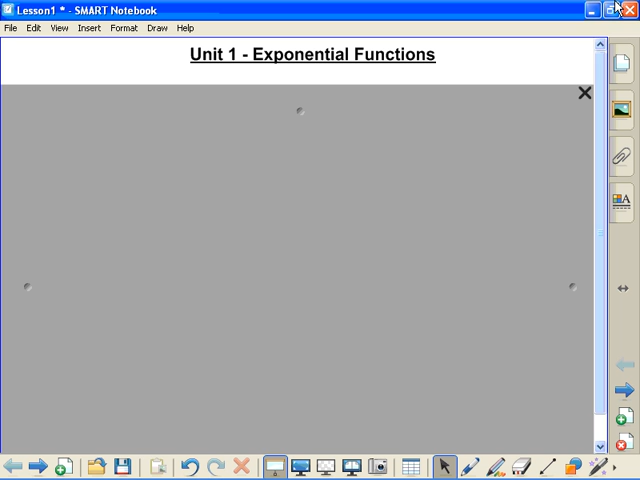 Lesson1 * - SMART Notebook
File Edit View Insert Format Draw Help
Unit 1 - Exponential Functions